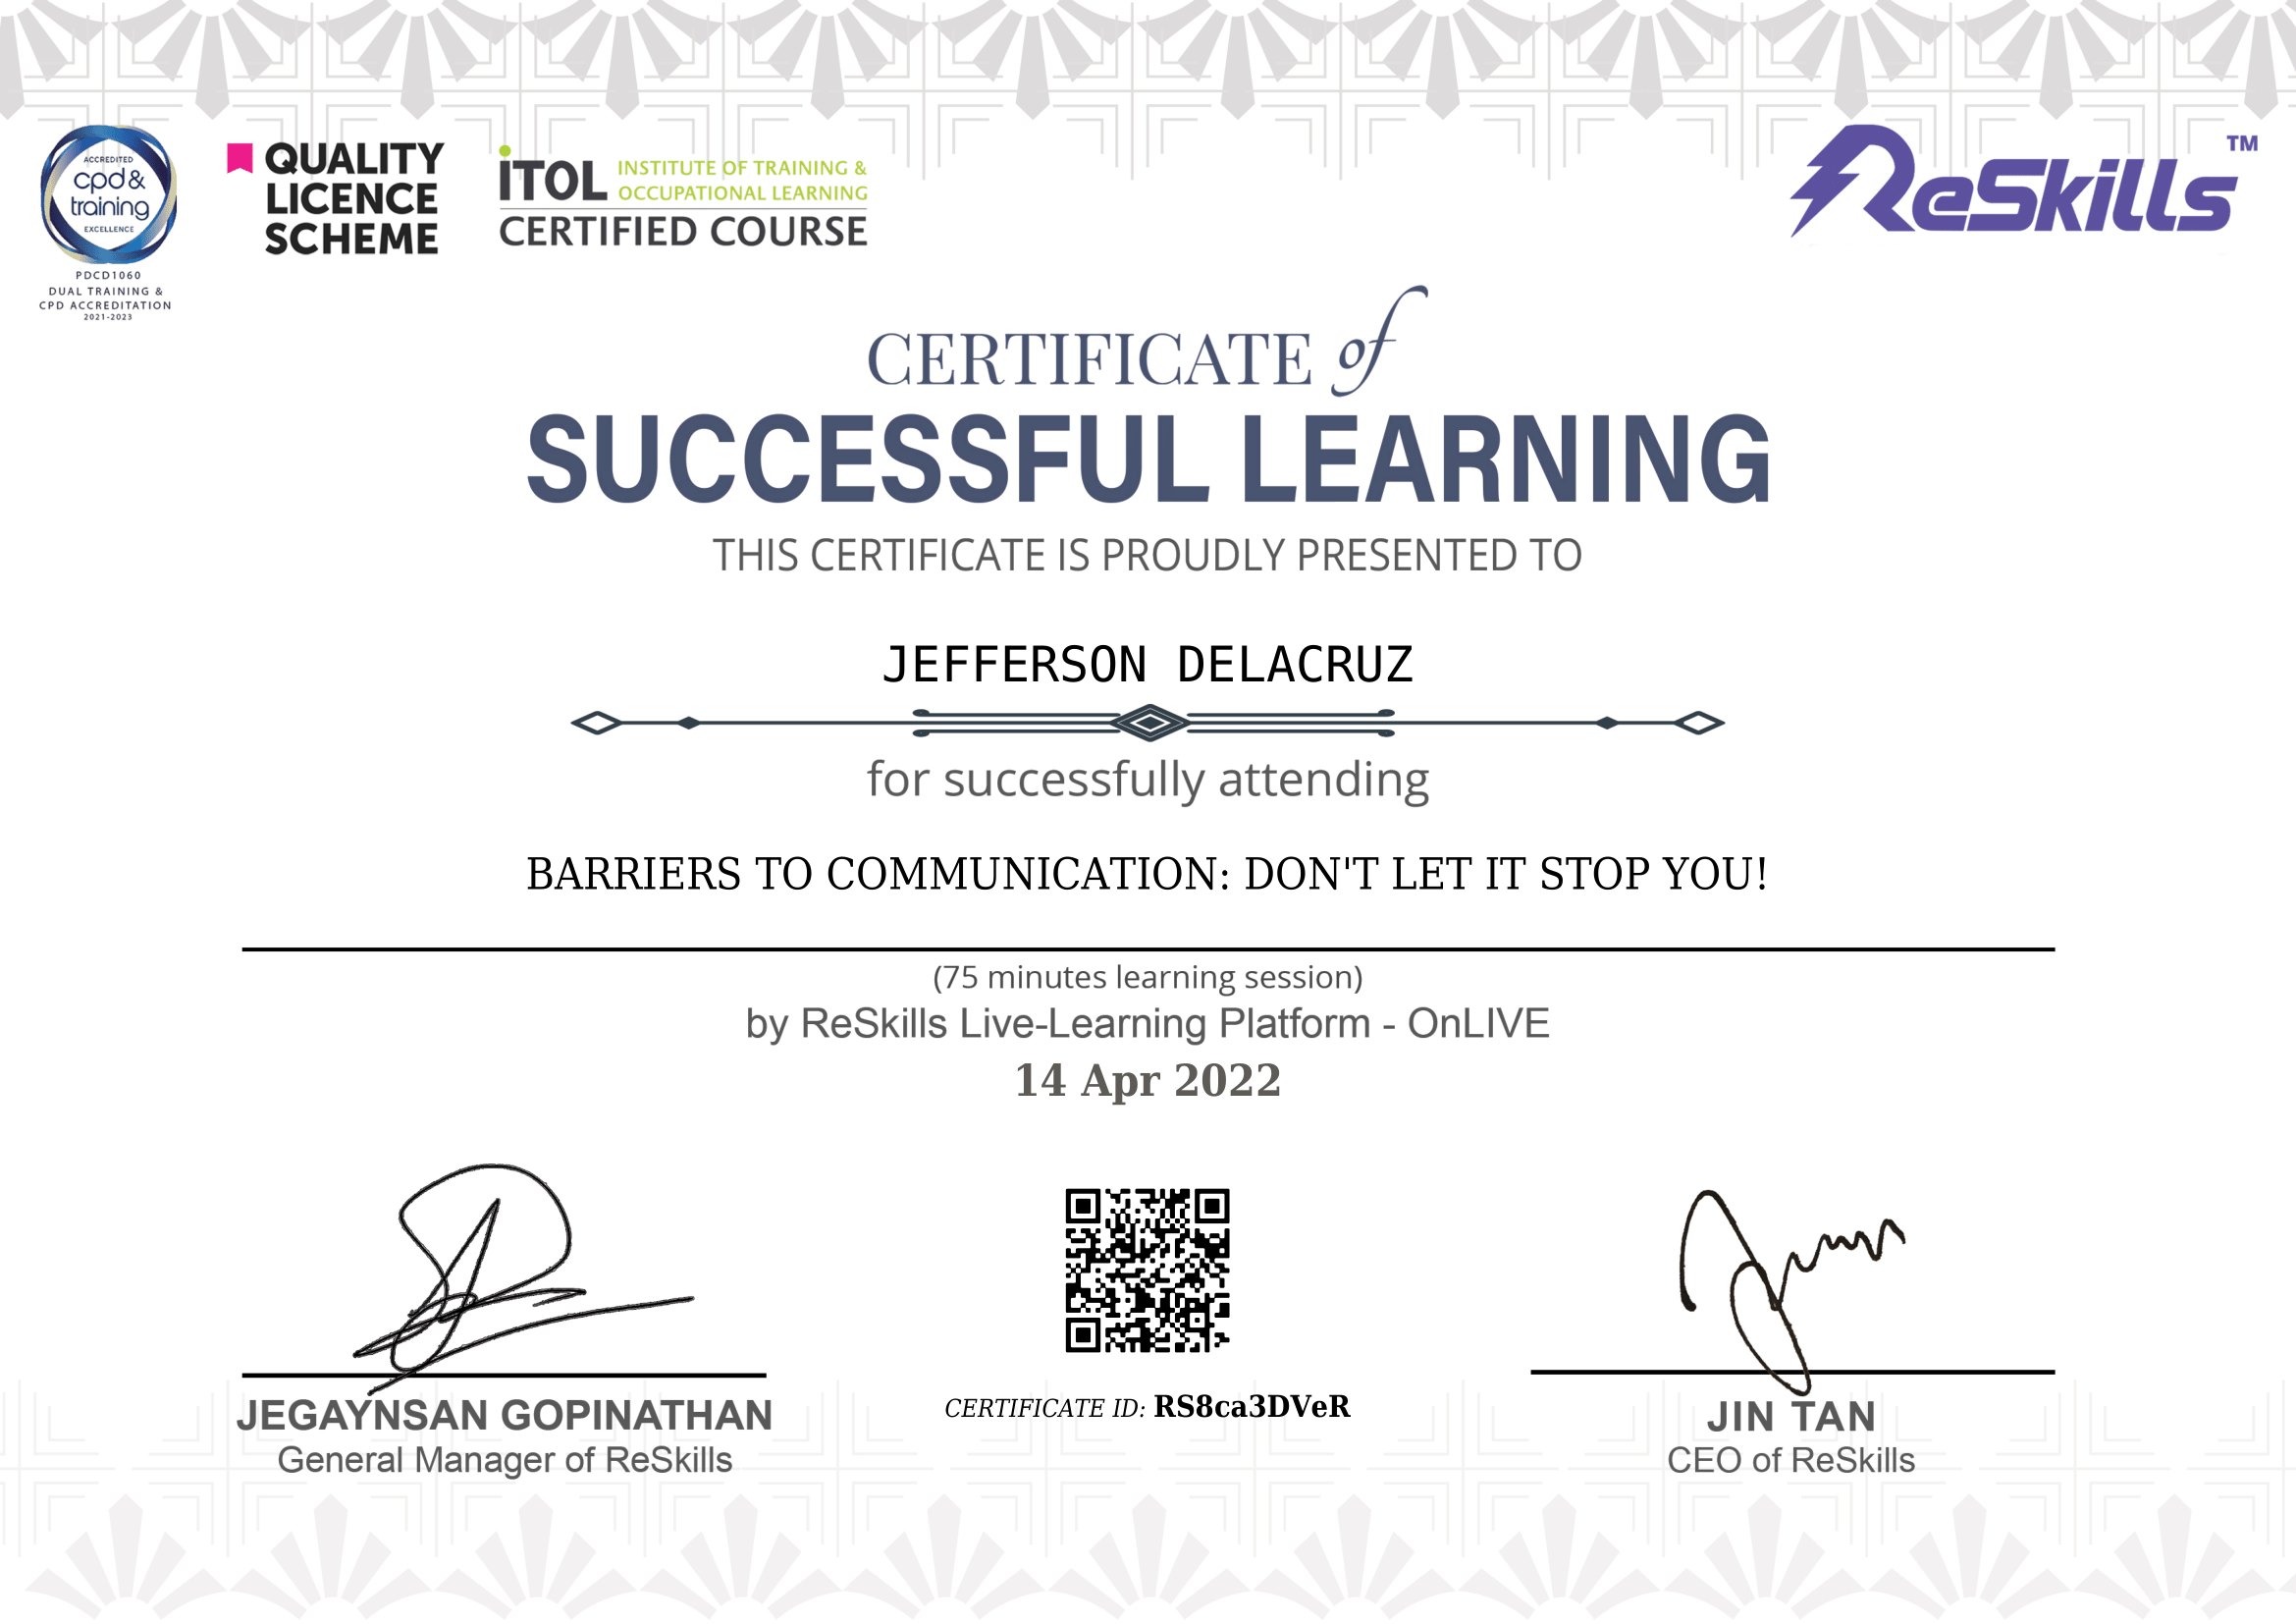 ACCREDITED
cpd &
training
EXCELLENCE
PDCD1060
DUAL TRAINING &
CPD ACCREDITATION
2021-2023
QUALITY
LICENCE
SCHEME
iTOL INSTITUTE OF TRAINING &
OCCUPATIONAL LEARNING
CERTIFIED COURSE
ReSkills TM
CERTIFICATE of
SUCCESSFUL LEARNING
THIS CERTIFICATE IS PROUDLY PRESENTED TO
JEFFERSON DELACRUZ
for successfully attending
BARRIERS TO COMMUNICATION: DON'T LET IT STOP YOU!
(75 minutes learning session)
by ReSkills Live-Learning Platform - OnLIVE
14 Apr 2022
JEGAYNSAN GOPINATHAN
General Manager of ReSkills
CERTIFICATE ID: RS8ca3DVeR
JIN TAN
CEO of ReSkills